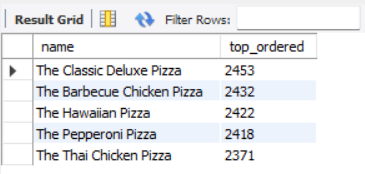 Result Grid Filter Rows:
name top_ordered
The Classic Deluxe Pizza 2453
The Barbecue Chicken Pizza 2432
The Hawaiian Pizza 2422
The Pepperoni Pizza 2418
The Thai Chicken Pizza 2371